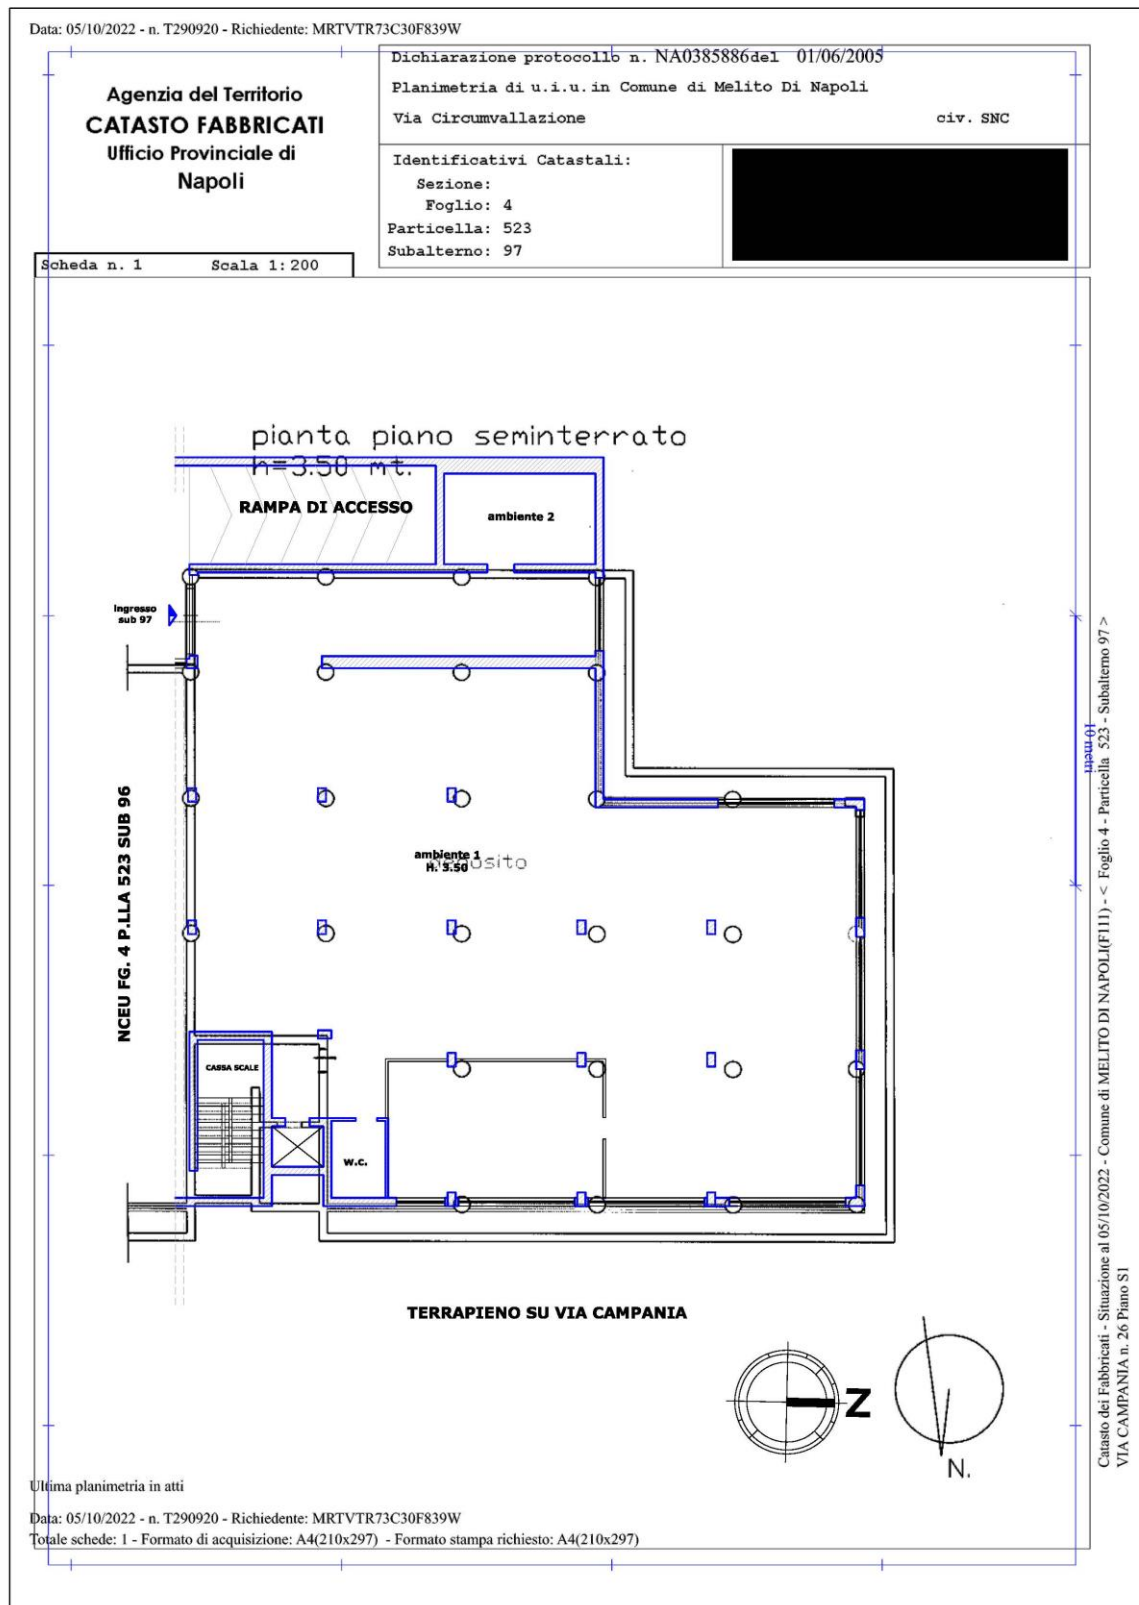 Data: 05/10/2022 - n. T290920 - Richiedente: MRTVTR73C30F839W
Agenzia del Territorio
CATASTO FABBRICATI
Ufficio Provinciale di
Napoli
Dichiarazione protocollo n. NA0385886del 01/06/2005
Planimetria di u.i.u. in Comune di Melito Di Napoli
Via Circumvallazione civ. SNC
Identificativi Catastali:
Sezione:
Foglio: 4
Particella: 523
Subalterno: 97
Scheda n. 1 Scala 1:200
pianta piano seminterrato
h=3.50 mt.
RAMPA DI ACCESSO
ambiente 2
Ingresso
sub 97
NCEU FG. 4 P.LLA 523 SUB 96
ambiente 1
deposito
H. 3.50
CASSA SCALE
W.C.
TERRAPIENO SU VIA CAMPANIA
Z
N.
10 metri
Catasto dei Fabbricati - Situazione al 05/10/2022 - Comune di MELITO DI NAPOLI(F111) - < Foglio 4 - Particella 523 - Subalterno 97 >
VIA CAMPANIA n. 26 Piano S1
Ultima planimetria in atti
Data: 05/10/2022 - n. T290920 - Richiedente: MRTVTR73C30F839W
Totale schede: 1 - Formato di acquisizione: A4(210x297) - Formato stampa richiesto: A4(210x297)